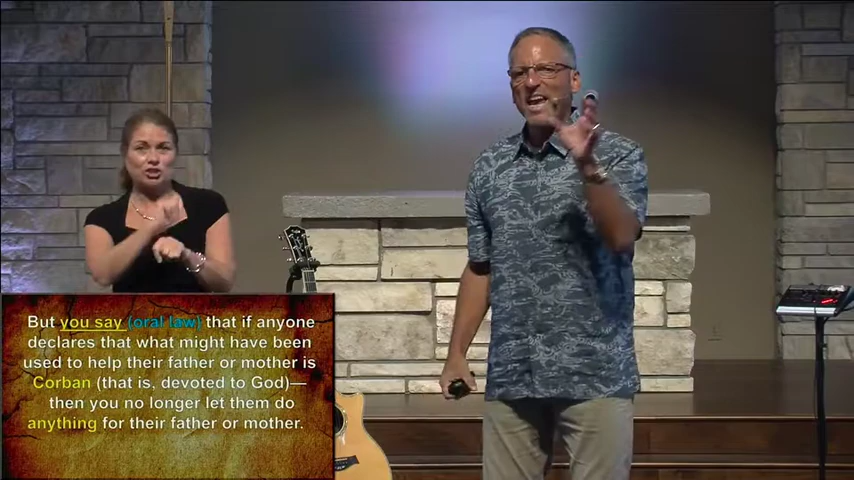 But you say (oral law) that if anyone
declares that what might have been
used to help their father or mother is
Corban (that is, devoted to God)—
then you no longer let them do
anything for their father or mother.